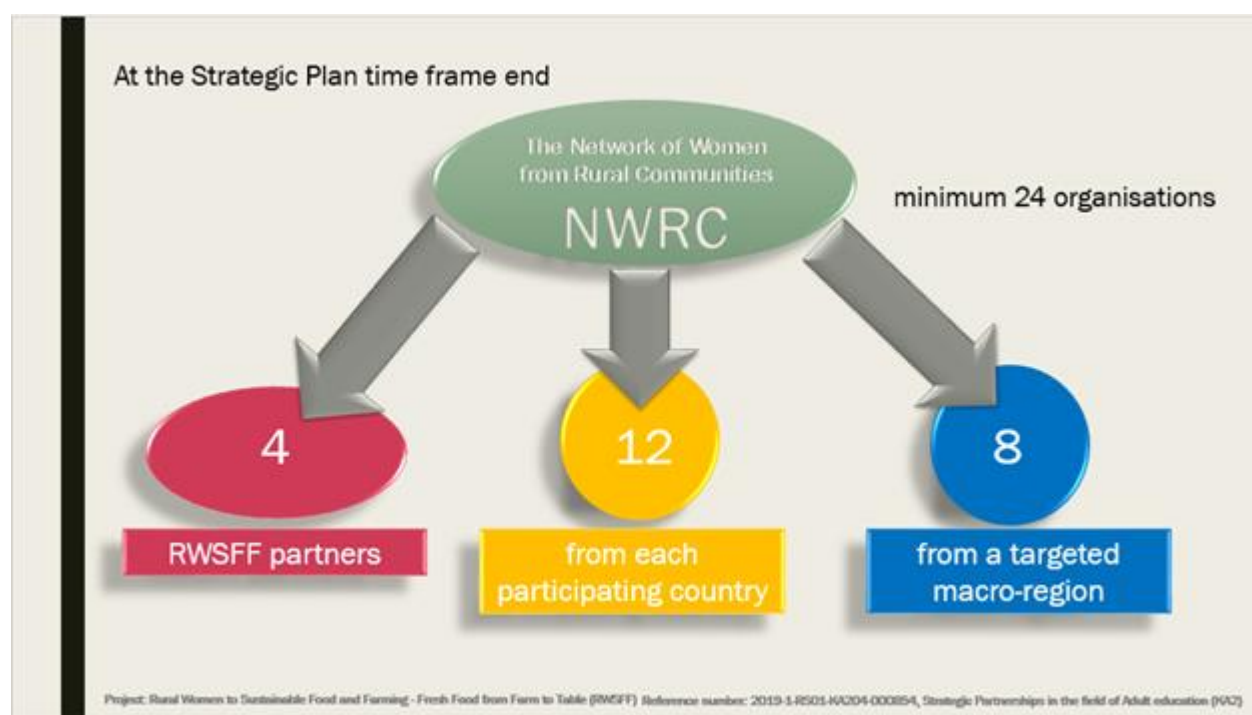 At the Strategic Plan time frame end
The Network of Women
from Rural Communities
NWRC
minimum 24 organisations
4
12
8
RWSFF partners
from each
participating country
from a targeted
macro-region
Project: Rural Women to Sustainable Food and Farming - Fresh Food from Farm to Table (RWSFF) Reference number: 2019-1-RS01-KA204-000854, Strategic Partnerships in the field of Adult education (KA2)